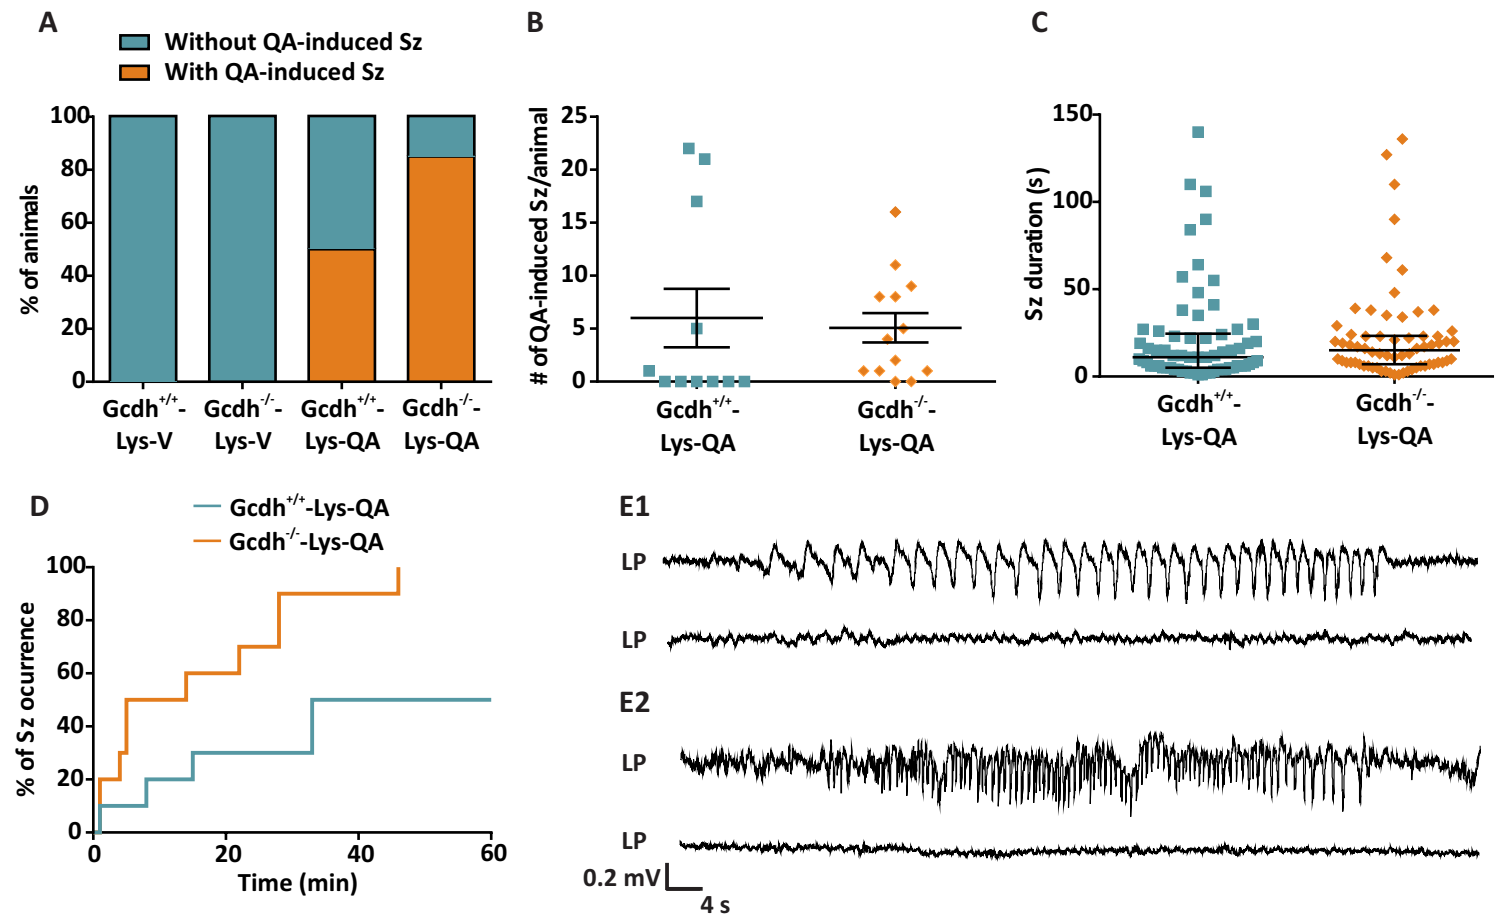 A
Without QA-induced Sz
With QA-induced Sz
% of animals
100
80
60
40
20
0
Gcdh+/+-
Lys-V
Gcdh-/--
Lys-V
Gcdh+/+-
Lys-QA
Gcdh-/--
Lys-QA
B
# of QA-induced Sz/animal
25
20
15
10
5
0
Gcdh+/+-
Lys-QA
Gcdh-/--
Lys-QA
C
Sz duration (s)
150
100
50
0
Gcdh+/+-
Lys-QA
Gcdh-/--
Lys-QA
D
Gcdh+/+-Lys-QA
Gcdh-/--Lys-QA
% of Sz ocurrence
100
80
60
40
20
0
0 20 40 60
Time (min)
E1
LP
LP
E2
LP
LP
0.2 mV
4 s